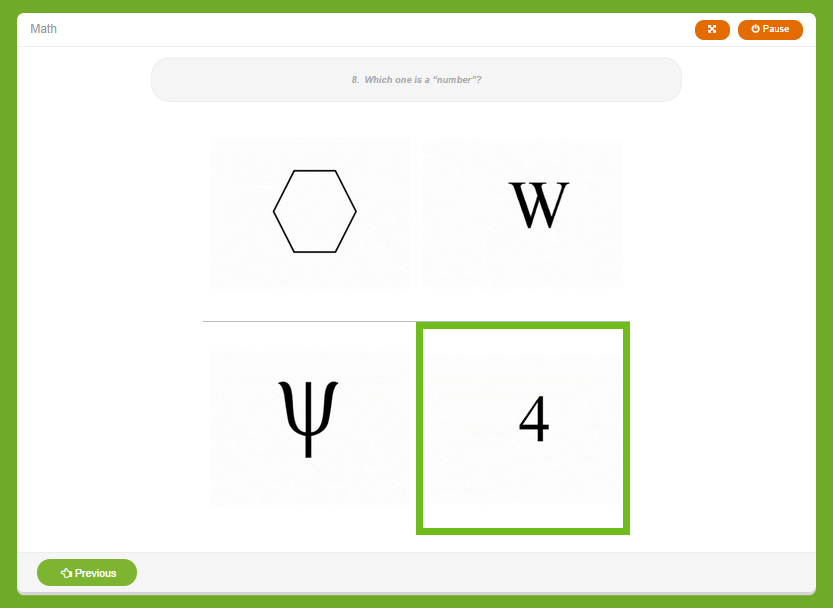 Math
Pause
8. Which one is a “number”?
W
ψ
4
Previous